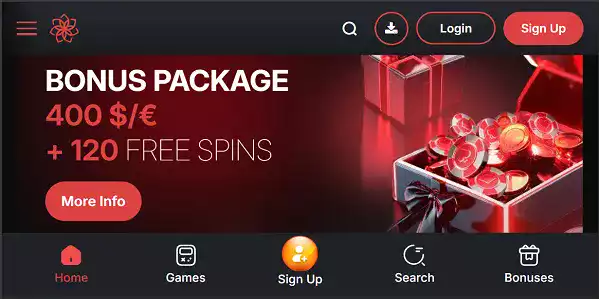 Login
Sign Up
BONUS PACKAGE
400 $/€
+ 120 FREE SPINS
More Info
Home
Games
Sign Up
Search
Bonuses